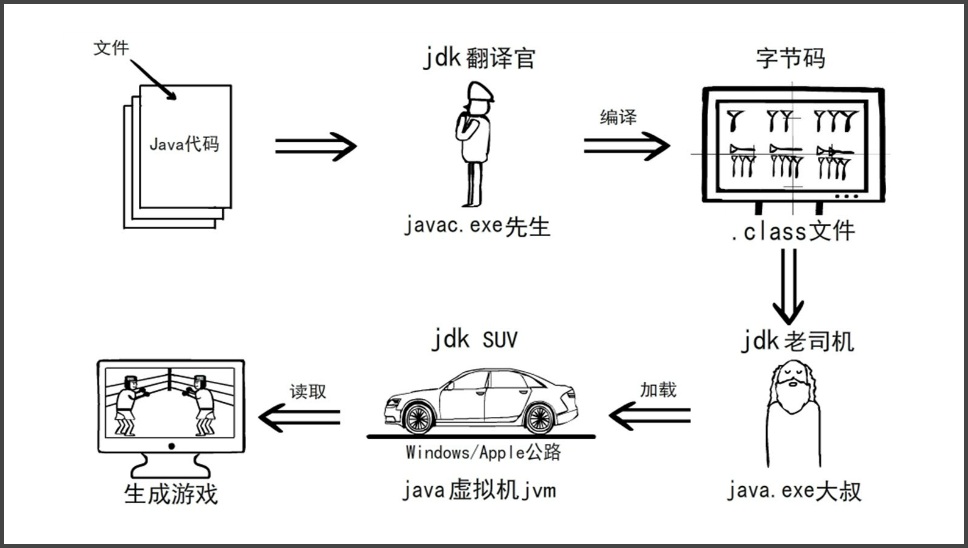 文件
Java代码
jdk 翻译官
javac.exe先生
编译
字节码
.class文件
jdk 老司机
java.exe大叔
加载
jdk SUV
Windows/Apple公路
java虚拟机jvm
读取
生成游戏